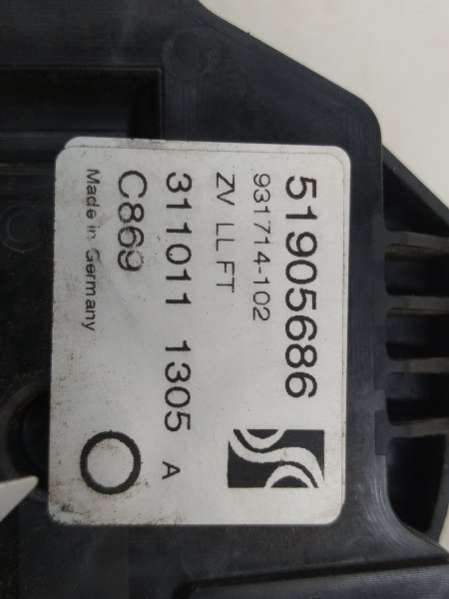 51905686
931714-102
ZV LL FT
311011 1305 A
C869
Made in Germany